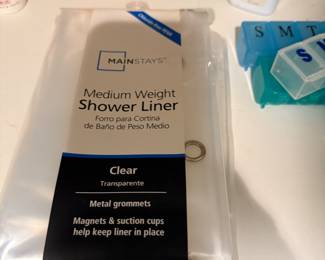 MAINSTAYS
Medium Weight
Shower Liner
Forro para Cortina
de Baño de Peso Medio
Clear
Transparente
Metal grommets
Magnets & suction cups
help keep liner in place
S M T
S